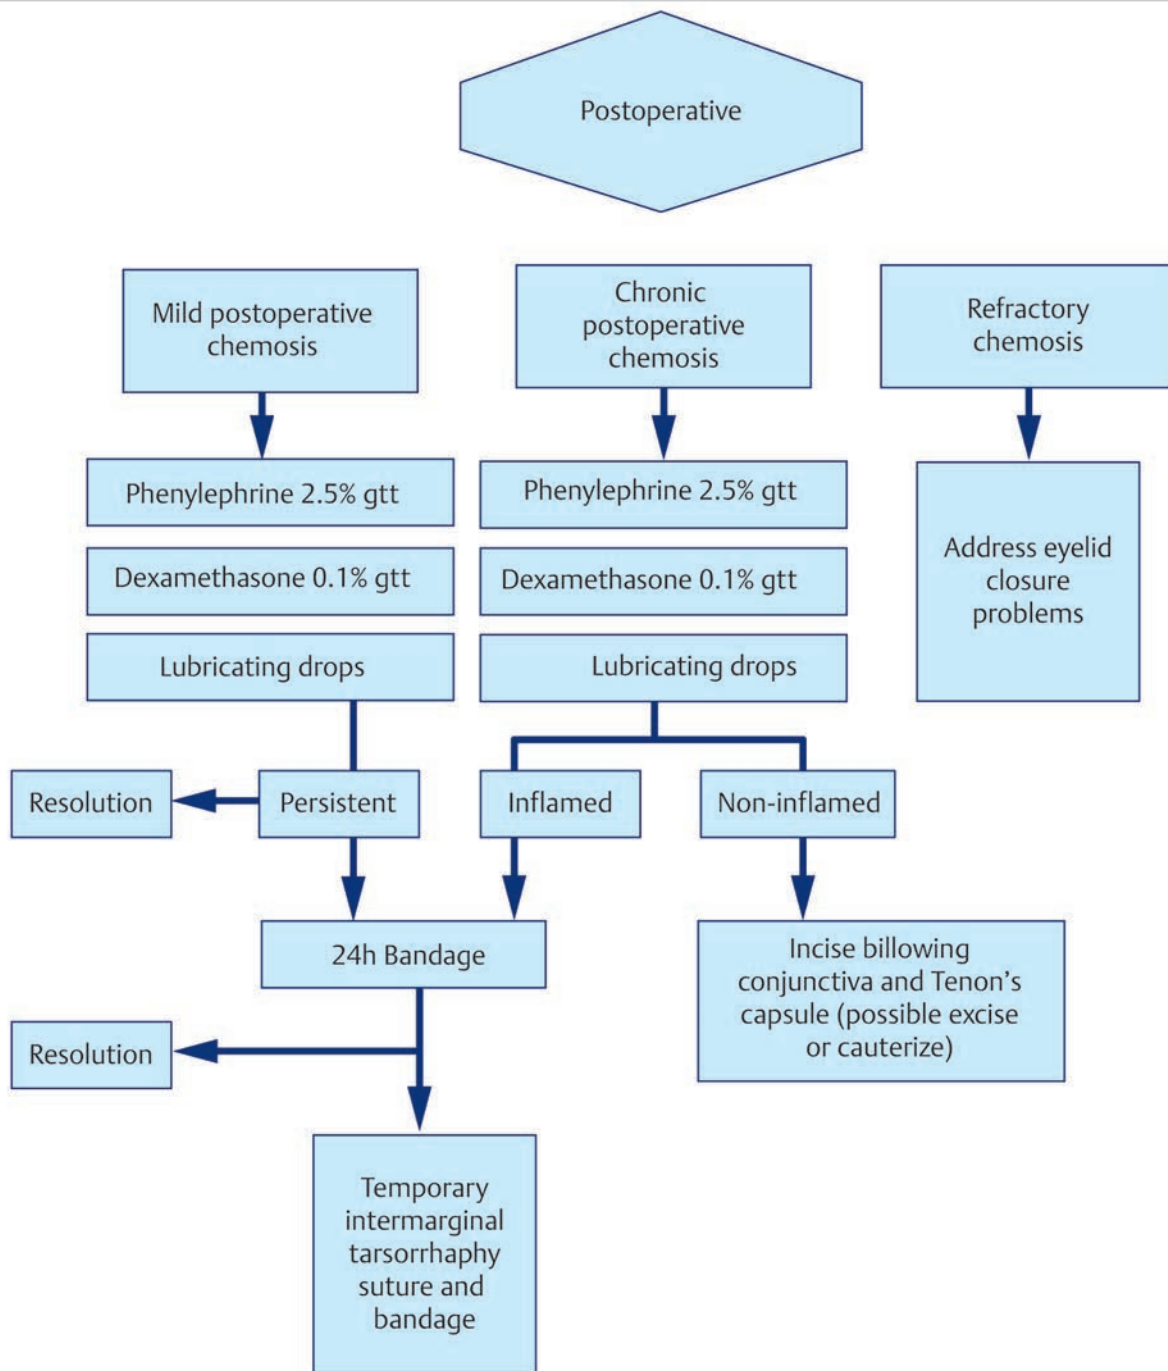 Postoperative
Mild postoperative
chemosis
Chronic
postoperative
chemosis
Refractory
chemosis
Phenylephrine 2.5% gtt
Phenylephrine 2.5% gtt
Address eyelid
closure
problems
Dexamethasone 0.1% gtt
Dexamethasone 0.1% gtt
Lubricating drops
Lubricating drops
Resolution
Persistent
Inflamed
Non-inflamed
24h Bandage
Incise billowing
conjunctiva and Tenon’s
capsule (possible excise
or cauterize)
Resolution
Temporary
intermarginal
tarsorrhaphy
suture and
bandage